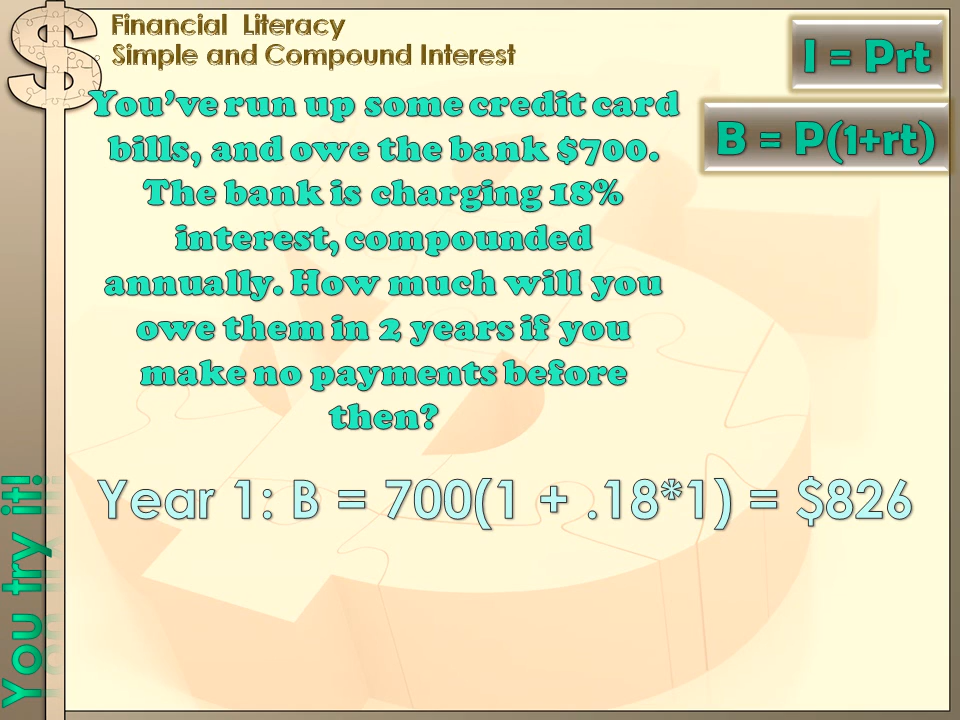 Financial Literacy
Simple and Compound Interest
I = Prt
B = P(1+rt)
You've run up some credit card
bills, and owe the bank $700.
The bank is charging 18%
interest, compounded
annually. How much will you
owe them in 2 years if you
make no payments before
then?
Year 1: B = 700(1 + .18*1) = $826
You try it!